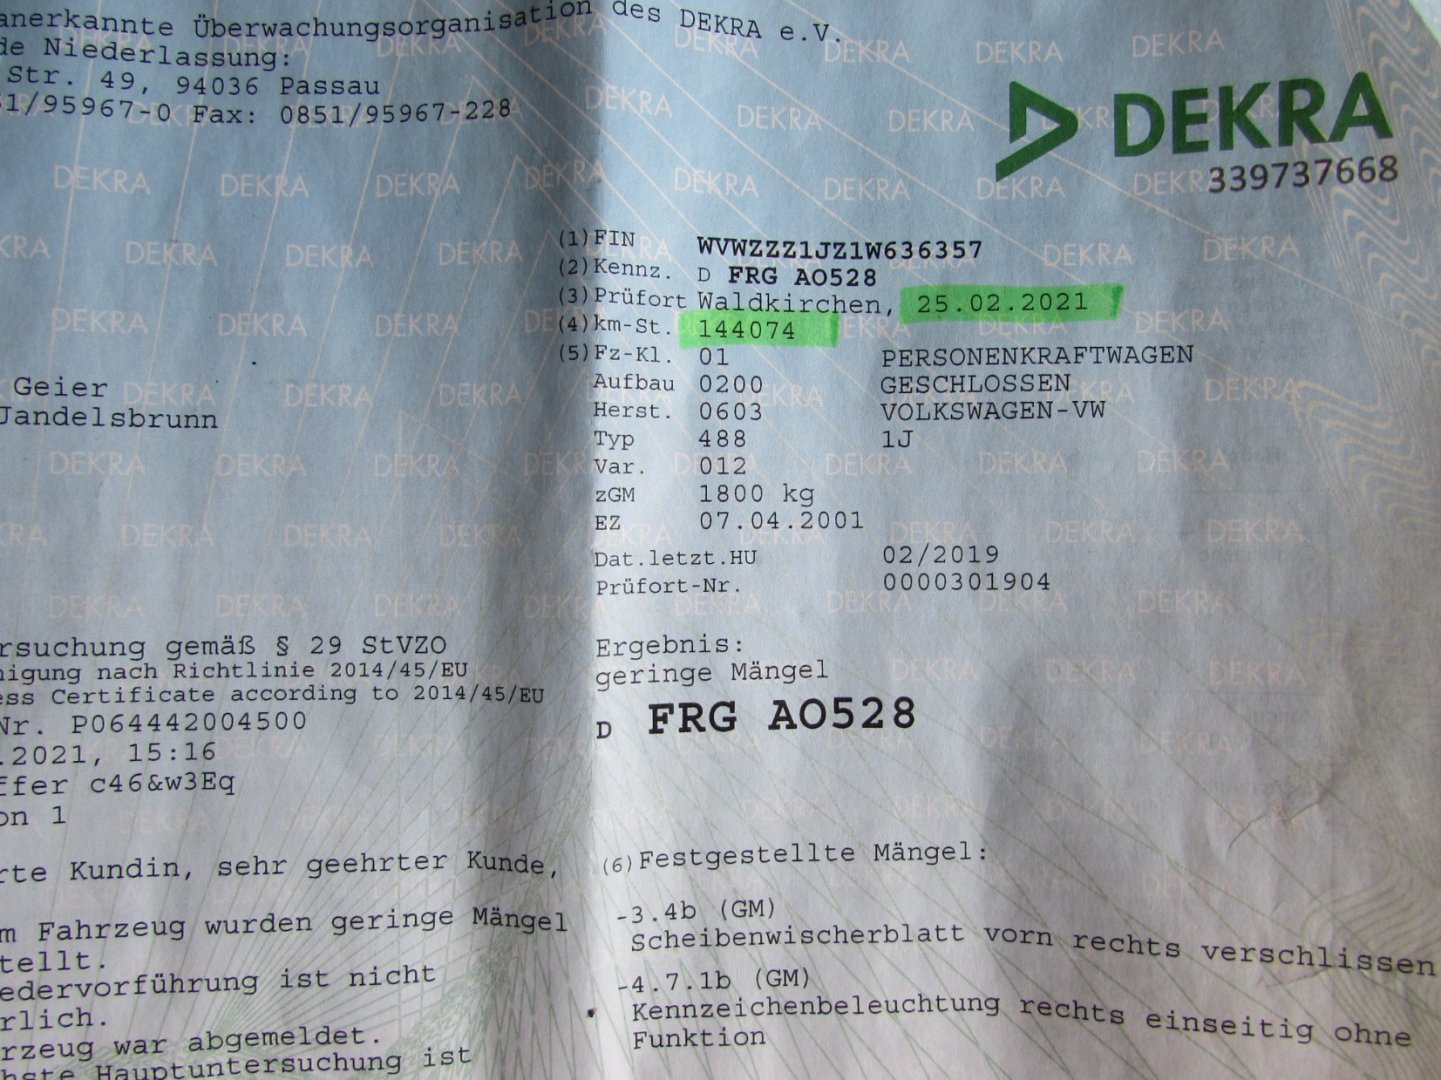 anerkannte Überwachungsorganisation des DEKRA e.V.
de Niederlassung:
Str. 49, 94036 Passau
51/95967-0 Fax: 0851/95967-228
DEKRA
339737668
(1) FIN WVWZZZ1JZ1W636357
(2) Kennz. D FRG AO528
(3) Prüfort Waldkirchen, 25.02.2021
(4) km-St. 144074
(5) Fz-Kl. 01 PERSONENKRAFTWAGEN
Aufbau 0200 GESCHLOSSEN
Herst. 0603 VOLKSWAGEN-VW
Typ 488 1J
Var. 012
zGM 1800 kg
EZ 07.04.2001
Dat.letzt.HU 02/2019
Prüfort-Nr. 0000301904
Geier
Jandelsbrunn
rsuchung gemäß § 29 StVZO
nigung nach Richtlinie 2014/45/EU
ess Certificate according to 2014/45/EU
Nr. P064442004500
.2021, 15:16
ffer c46&w3Eq
on 1
Ergebnis:
geringe Mängel
D FRG AO528
rte Kundin, sehr geehrter Kunde,
m Fahrzeug wurden geringe Mängel
tellt.
edervorführung ist nicht
rlich.
rzeug war abgemeldet.
hste Hauptuntersuchung ist
(6) Festgestellte Mängel:
-3.4b (GM)
Scheibenwischerblatt vorn rechts verschlissen
-4.7.1b (GM)
Kennzeichenbeleuchtung rechts einseitig ohne
Funktion